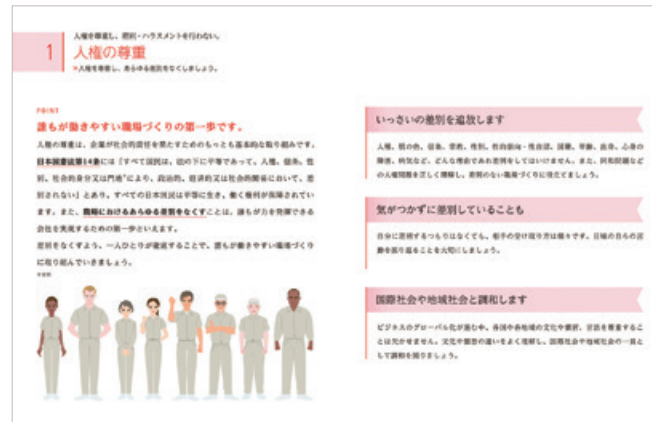 人権を尊重し、差別・ハラスメントを行わない。
1
人権の尊重
人権を尊重し、あらゆる差別をなくしましょう。
POINT
誰もが働きやすい職場づくりの第一歩です。
人権の尊重は、企業が社会的責任を果たすためのもっとも基本的な取り組みです。
日本国憲法第14条には「すべて国民は、法の下に平等であって、人種、信条、性
別、社会的身分又は門地*により、政治的、経済的又は社会的関係において、差
別されない」とあり、すべての日本国民は平等に生き、働く権利が保障されてい
ます。また、職場におけるあらゆる差別をなくすことは、誰もが力を発揮できる
会社を実現するための第一歩といえます。
差別をなくすよう、一人ひとりが徹底することで、誰もが働きやすい職場づくり
に取り組んでいきましょう。
いっさいの差別を追放します
人種、肌の色、信条、宗教、性別、性的指向・性自認、国籍、年齢、出身、心身の
障害、病気など、どんな理由であれ差別をしてはいけません。また、同和問題など
の人権問題を正しく理解し、差別のない職場づくりに役立てましょう。
気がつかずに差別していることも
自分に差別するつもりはなくても、相手の受け取り方は様々です。日頃の自らの言
動を振り返ることを大切にしましょう。
国際社会や地域社会と調和します
ビジネスのグローバル化が進む中、各国や各地域の文化や慣習、言語を尊重するこ
とは欠かせません。文化や慣習の違いをよく理解し、国際社会や地域社会の一員と
して調和を図りましょう。